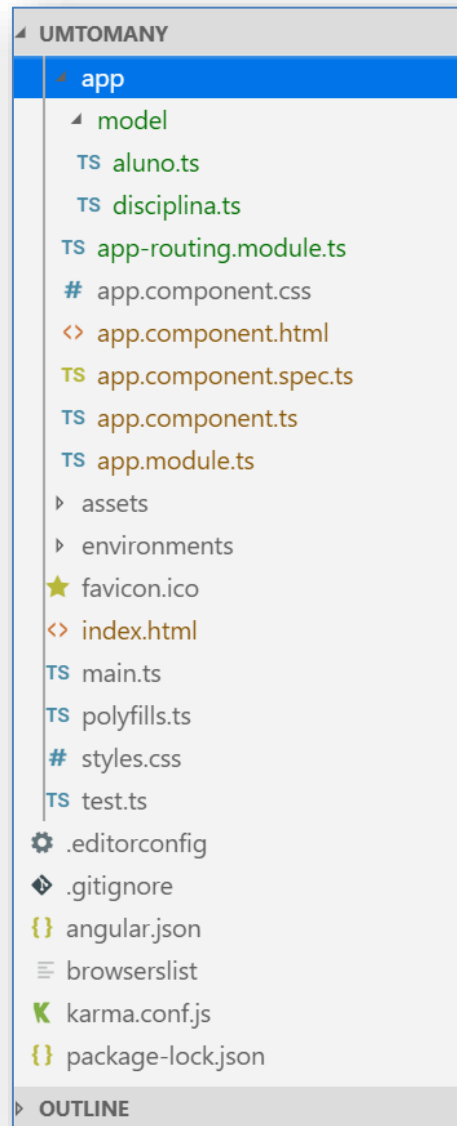 UMTOMANY
app
model
TS aluno.ts
TS disciplina.ts
TS app-routing.module.ts
# app.component.css
<> app.component.html
TS app.component.spec.ts
TS app.component.ts
TS app.module.ts
assets
environments
favicon.ico
<> index.html
TS main.ts
TS polyfills.ts
# styles.css
TS test.ts
.editorconfig
.gitignore
{} angular.json
browserslist
K karma.conf.js
{} package-lock.json
OUTLINE